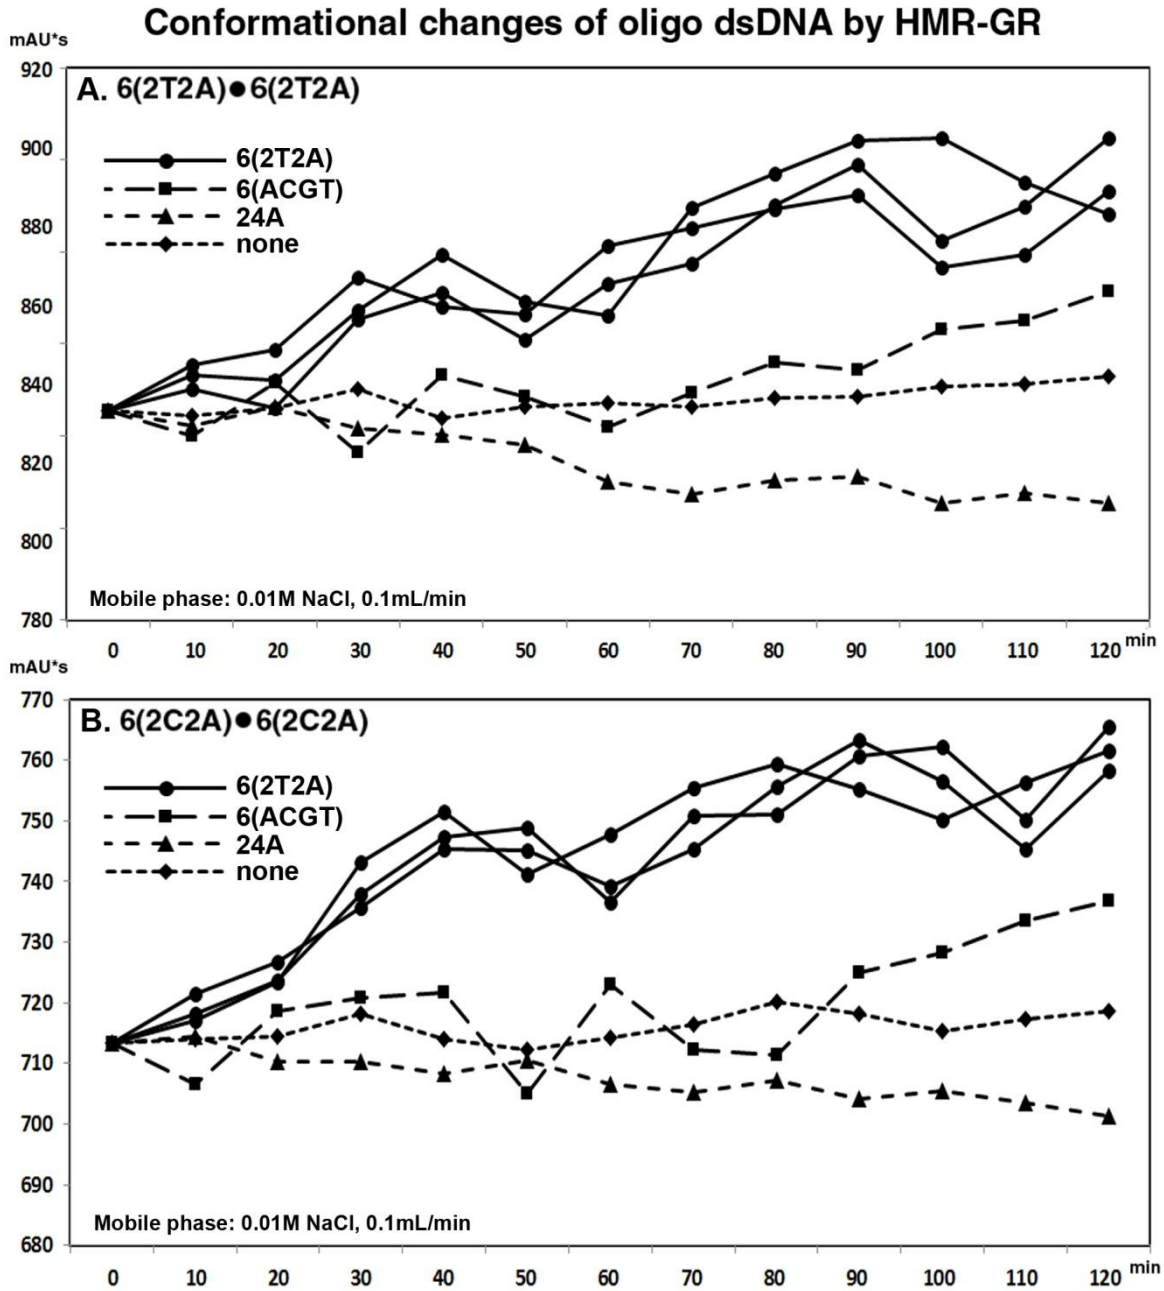 Conformational changes of oligo dsDNA by HMR-GR
mAU*s
920
A. 6(2T2A)●6(2T2A)
900
6(2T2A)
6(ACGT)
24A
880
none
860
840
820
800
Mobile phase: 0.01M NaCl, 0.1mL/min
780
0 10 20 30 40 50 60 70 80 90 100 110 120 min
mAU*s
770
B. 6(2C2A)●6(2C2A)
760
6(2T2A)
750
6(ACGT)
24A
740
none
730
720
710
700
690
Mobile phase: 0.01M NaCl, 0.1mL/min
680
0 10 20 30 40 50 60 70 80 90 100 110 120 min